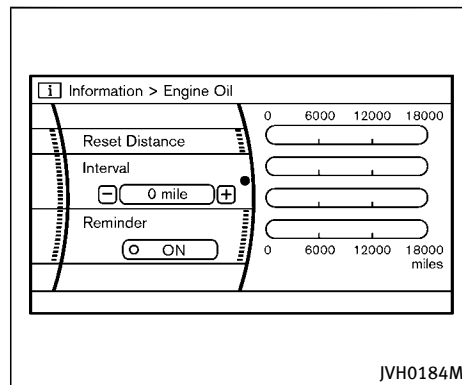 i Information > Engine Oil
0 6000 12000 18000
Reset Distance
Interval
− 0 mile +
Reminder
ON
0 6000 12000 18000
miles
JVH0184M